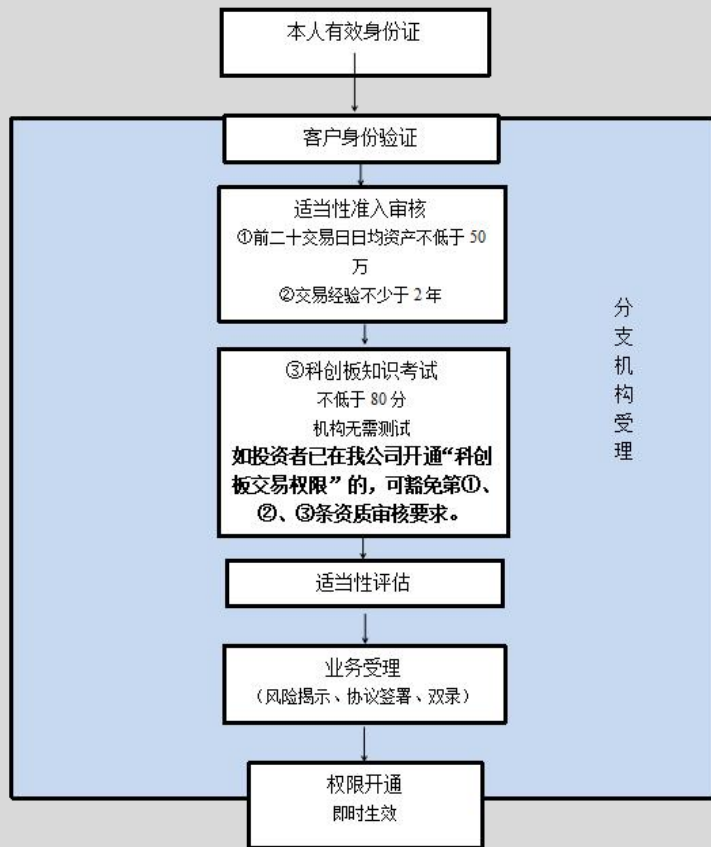 本人有效身份证
客户身份验证
适当性准入审核
①前二十交易日日均资产不低于 50
万
②交易经验不少于 2 年
③科创板知识考试
不低于 80 分
机构无需测试
如投资者已在我公司开通“科创
板交易权限”的，可豁免第①、
②、③条资质审核要求。
适当性评估
业务受理
（风险揭示、协议签署、双录）
权限开通
即时生效
分
支
机
构
受
理